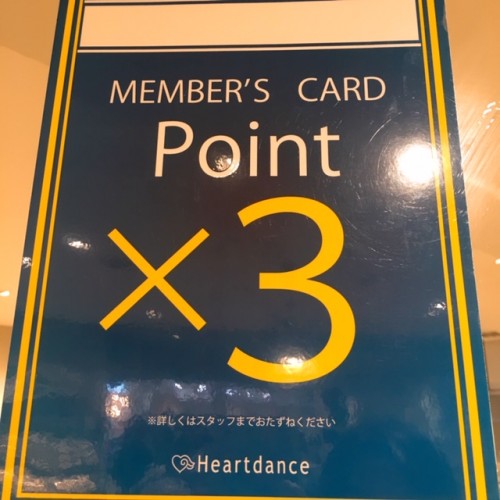 MEMBER'S CARD
Point
×3
※詳しくはスタッフまでおたずねください
Heartdance